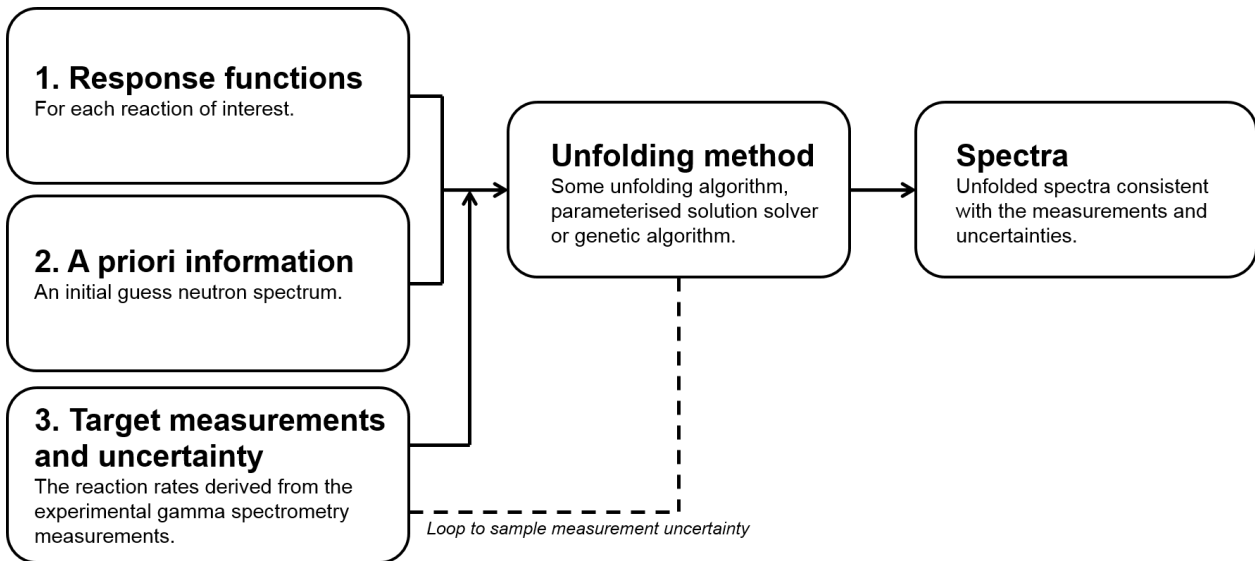 1. Response functions
For each reaction of interest.
2. A priori information
An initial guess neutron spectrum.
3. Target measurements
and uncertainty
The reaction rates derived from the
experimental gamma spectrometry
measurements.
Unfolding method
Some unfolding algorithm,
parameterised solution solver
or genetic algorithm.
Spectra
Unfolded spectra consistent
with the measurements and
uncertainties.
Loop to sample measurement uncertainty